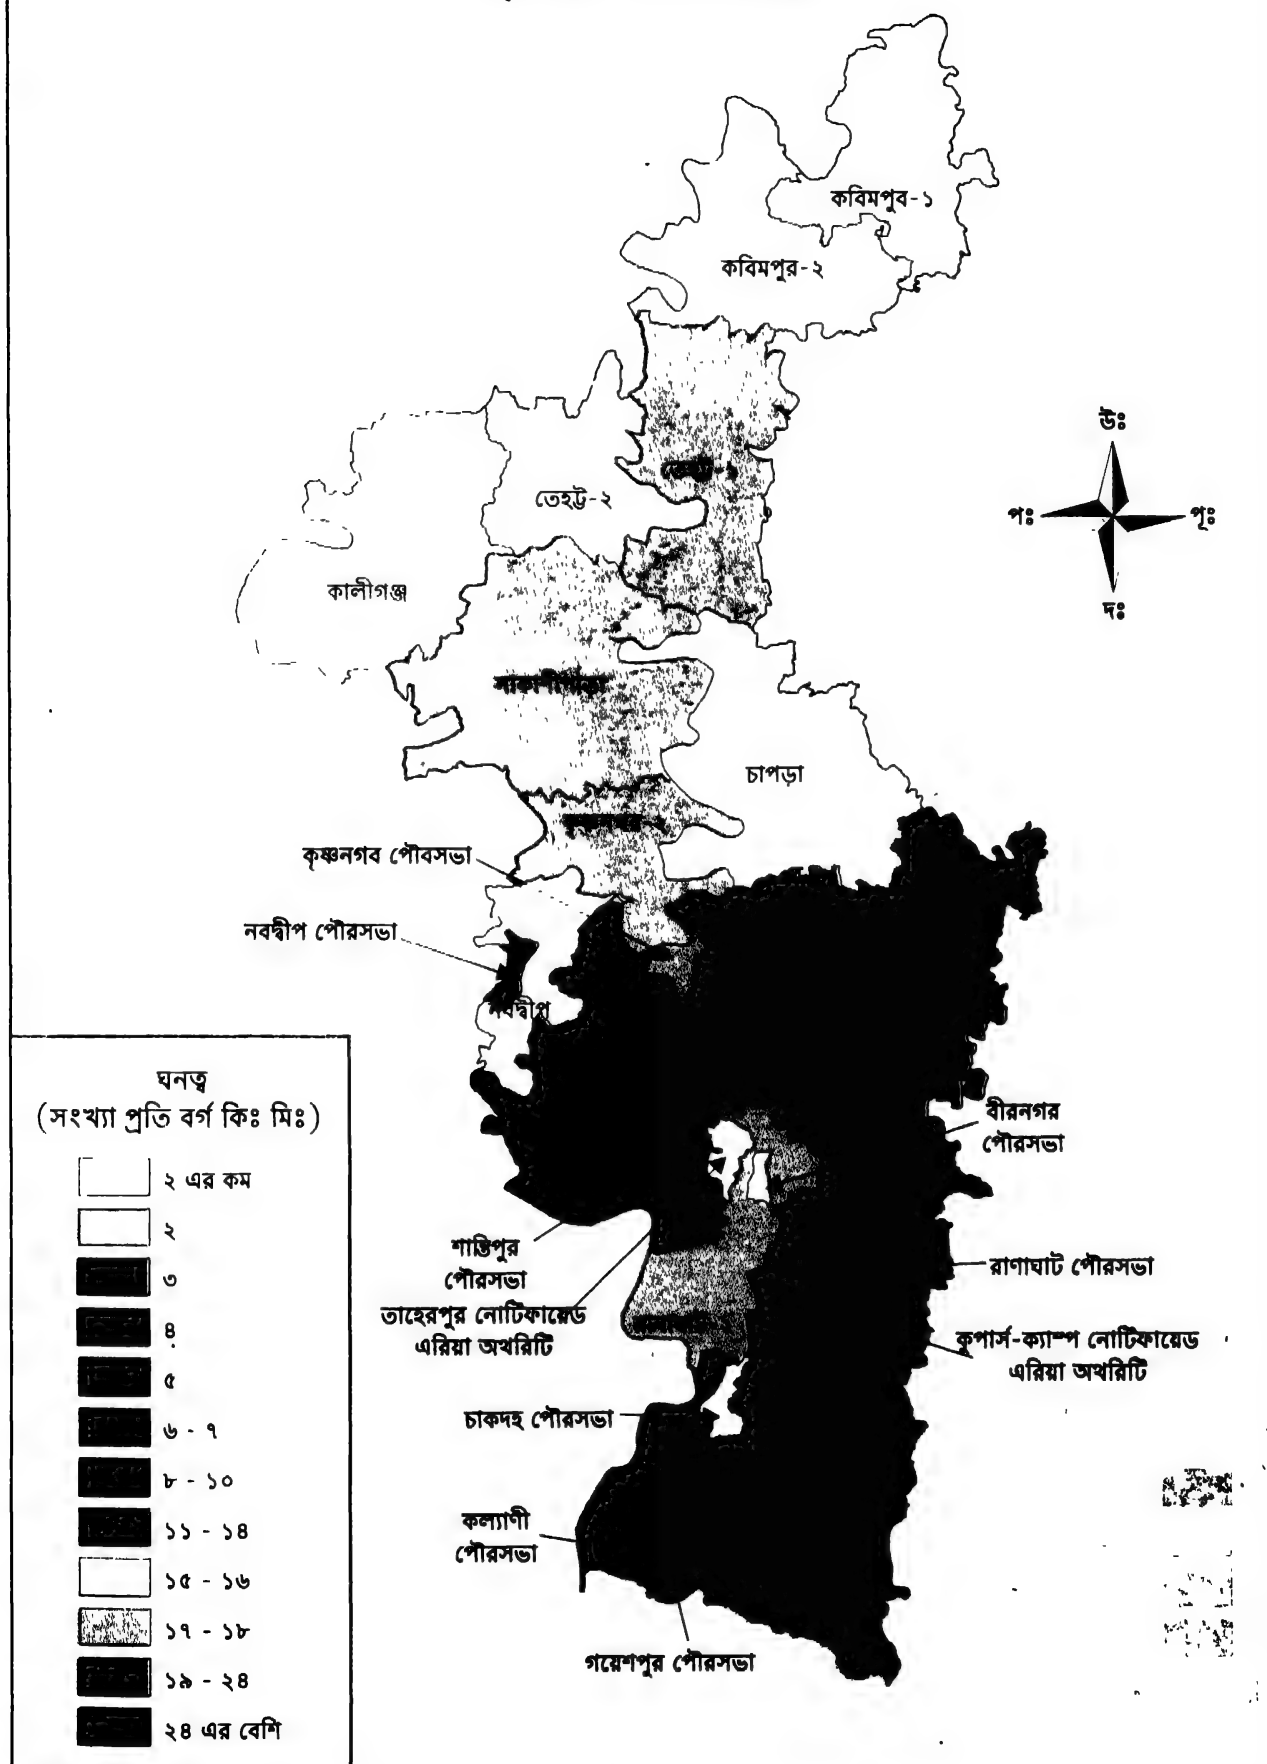 কবিমপুব-১
কবিমপুর-২
উঃ
পঃ
পূঃ
দঃ
তেহট্ট-১
তেহট্ট-২
কালীগঞ্জ
চাপড়া
কৃষ্ণনগব পৌবসভা
নবদ্বীপ পৌরসভা
নবদ্বীপ
ঘনত্ব
(সংখ্যা প্রতি বর্গ কিঃ মিঃ)
২ এর কম
২
৩
৪
৫
৬ - ৭
৮ - ১০
১১ - ১৪
১৫ - ১৬
১৭ - ১৮
১৯ - ২৪
২৪ এর বেশি
বীরনগর
পৌরসভা
শান্তিপুর
পৌরসভা
রাণাঘাট পৌরসভা
তাহেরপুর নোটিফায়েড
এরিয়া অথরিটি
কুপার্স-ক্যাম্প নোটিফায়েড
এরিয়া অথরিটি
চাকদহ পৌরসভা
কল্যাণী
পৌরসভা
গয়েশপুর পৌরসভা